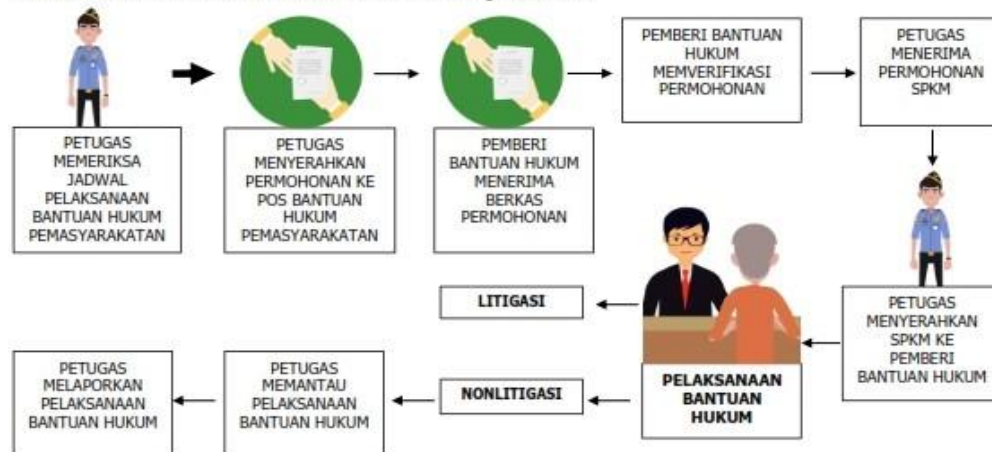 PETUGAS
MEMERIKSA
JADWAL
PELAKSANAAN
BANTUAN HUKUM
PEMASYARAKATAN
PETUGAS
MENYERAHKAN
PERMOHONAN KE
POS BANTUAN
HUKUM
PEMASYARAKATAN
PEMBERI
BANTUAN HUKUM
MENERIMA
BERKAS
PERMOHONAN
PEMBERI BANTUAN
HUKUM
MEMVERIFIKASI
PERMOHONAN
PETUGAS
MENERIMA
PERMOHONAN
SPKM
PETUGAS
MENYERAHKAN
SPKM KE
PEMBERI
BANTUAN HUKUM
PELAKSANAAN
BANTUAN
HUKUM
LITIGASI
NONLITIGASI
PETUGAS
MEMANTAU
PELAKSANAAN
BANTUAN HUKUM
PETUGAS
MELAPORKAN
PELAKSANAAN
BANTUAN HUKUM